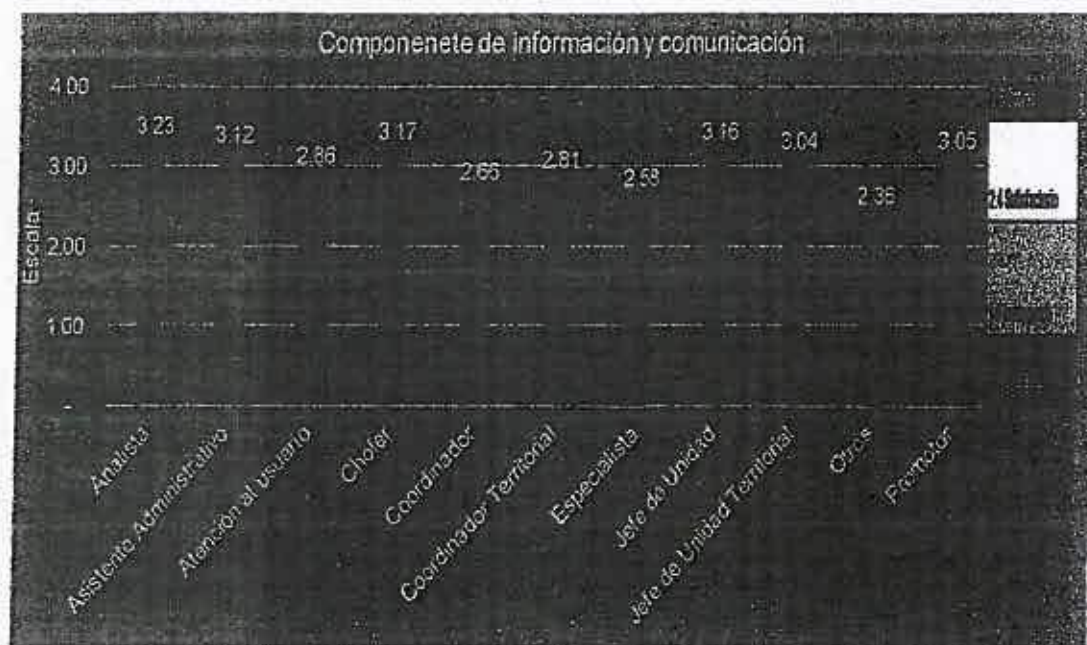 Componenete de información y comunicación
Escala
4.00
3.00
2.00
1.00
-
3.23
3.12
2.86
3.17
2.66
2.81
2.58
3.16
3.04
2.36
3.05
Analista
Asistente Administrativo
Atención al usuario
Chofer
Coordinador
Coordinador Territorial
Especialista
Jefe de Unidad
Jefe de Unidad Territorial
Otros
Promotor